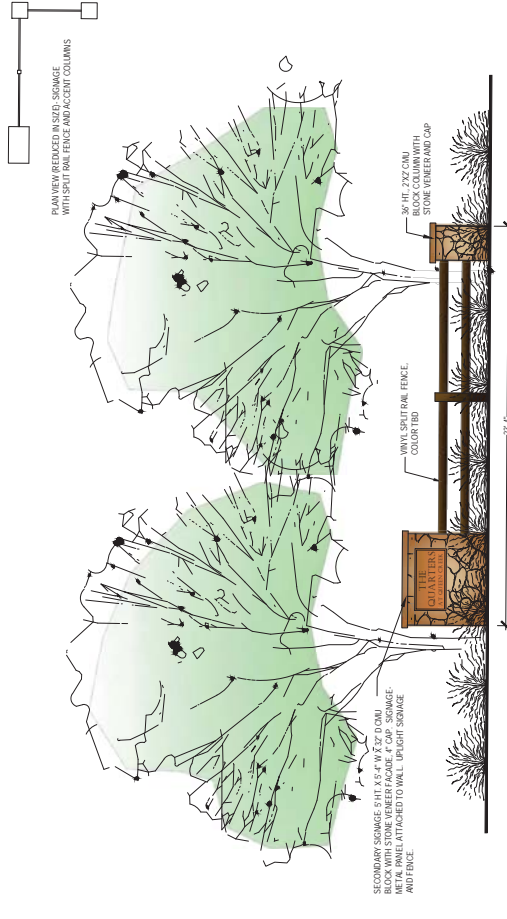 PLAN VIEW (REDUCED IN SIZE)- SIGNAGE
WITH SPLIT RAIL FENCE AND ACCENT COLUMNS
36" HT., 2'X2' CMU
BLOCK COLUMN WITH
STONE VENEER AND CAP
VINYL SPLIT RAIL FENCE,
COLOR TBD
THE
QUARTERS
SECONDARY SIGNAGE- 5' HT. X 5'-4" W X 32" D CMU
BLOCK WITH STONE VENEER FACADE, 4" CAP. SIGNAGE-
METAL PANEL ATTACHED TO WALL. UPLIGHT SIGNAGE
AND FENCE.